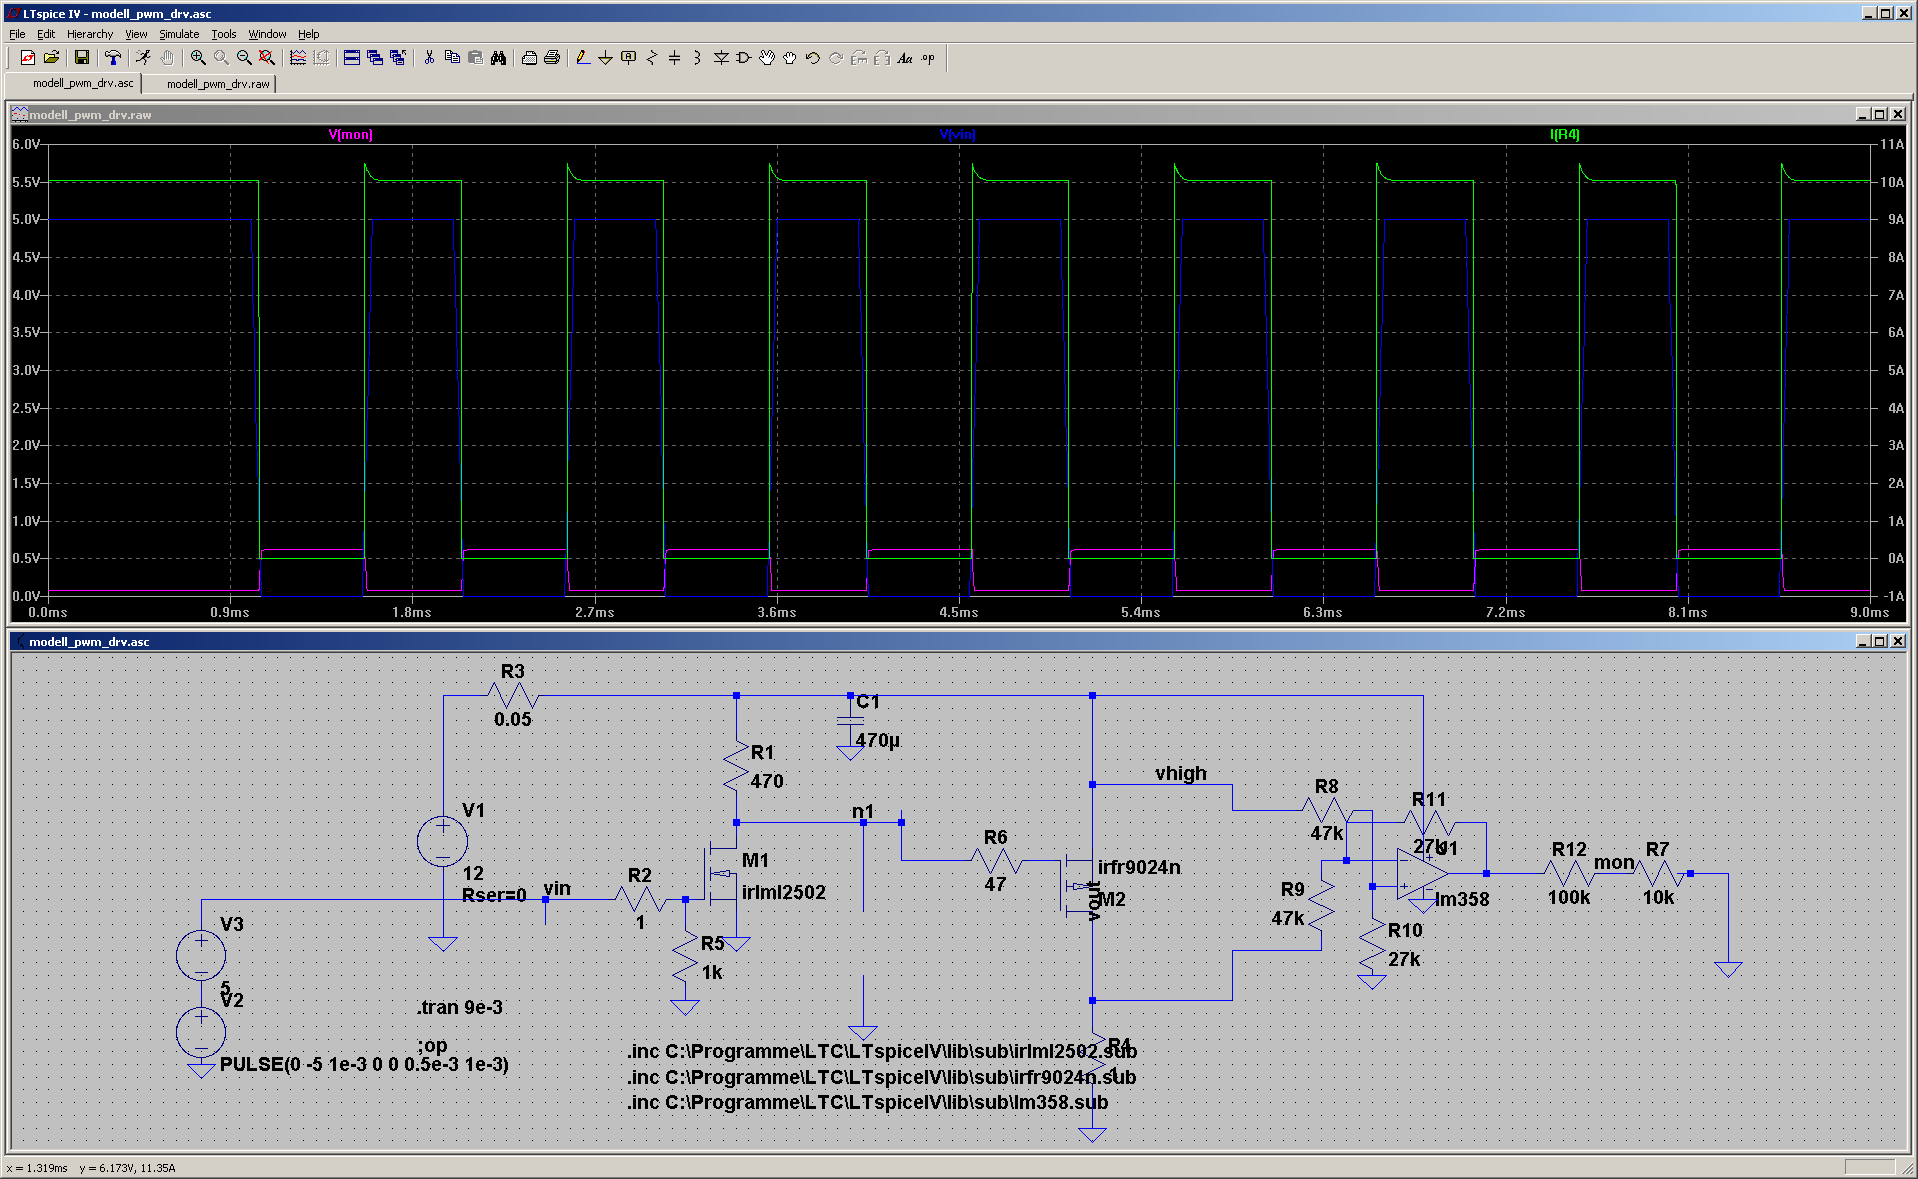 LTspice IV - modell_pwm_drv.asc
File Edit Hierarchy View Simulate Tools Window Help
Aa .op
modell_pwm_drv.asc modell_pwm_drv.raw
modell_pwm_drv.raw
V(mon) V(vin) I(R4)
6.0V 11A
5.5V 10A
5.0V 9A
4.5V 8A
4.0V 7A
3.5V 6A
3.0V 5A
2.5V 4A
2.0V 3A
1.5V 2A
1.0V 1A
0.5V 0A
0.0V -1A
0.0ms 0.9ms 1.8ms 2.7ms 3.6ms 4.5ms 5.4ms 6.3ms 7.2ms 8.1ms 9.0ms
modell_pwm_drv.asc
R3
0.05
C1
470µ
R1
470
V1
12
Rser=0
n1
M1
irlml2502
R2
1
vin
R5
1k
V3
5
V2
PULSE(0 -5 1e-3 0 0 0.5e-3 1e-3)
.tran 9e-3
;op
R6
47
irfr9024n
M2
vout
vhigh
R8
47k
R11
27k
U1
lm358
R9
47k
R10
27k
R12
100k
mon
R7
10k
R4
1
.inc C:\Programme\LTC\LTspiceIV\lib\sub\irlml2502.sub
.inc C:\Programme\LTC\LTspiceIV\lib\sub\irfr9024n.sub
.inc C:\Programme\LTC\LTspiceIV\lib\sub\lm358.sub
x = 1.319ms y = 6.173V, 11.35A